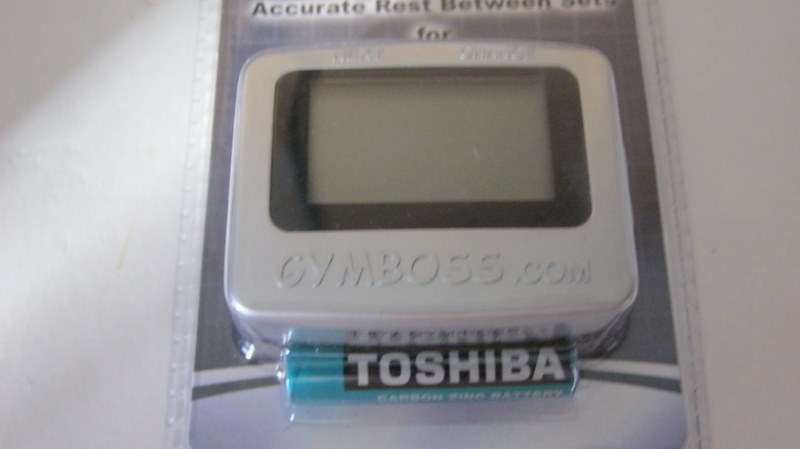 Accurate Rest Between Sets
for
GYMBOSS.COM
TOSHIBA
CARBON ZINC BATTERY